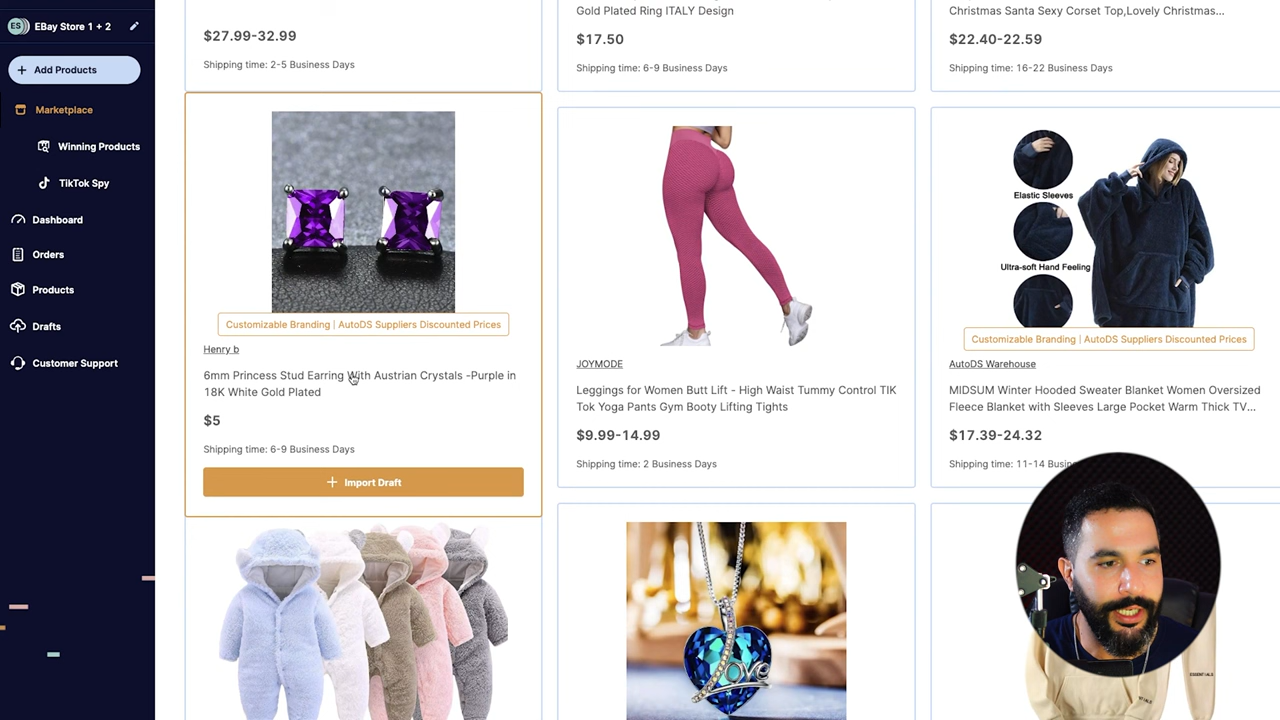 ES
EBay Store 1 + 2
Add Products
Marketplace
Winning Products
TikTok Spy
Dashboard
Orders
Products
Drafts
Customer Support
$27.99-32.99
Shipping time: 2-5 Business Days
Gold Plated Ring ITALY Design
$17.50
Shipping time: 6-9 Business Days
Christmas Santa Sexy Corset Top,Lovely Christmas...
$22.40-22.59
Shipping time: 16-22 Business Days
Customizable Branding | AutoDS Suppliers Discounted Prices
Henry b
6mm Princess Stud Earring With Austrian Crystals -Purple in
18K White Gold Plated
$5
Shipping time: 6-9 Business Days
Import Draft
JOYMODE
Leggings for Women Butt Lift - High Waist Tummy Control TIK
Tok Yoga Pants Gym Booty Lifting Tights
$9.99-14.99
Shipping time: 2 Business Days
Elastic Sleeves
Ultra-soft Hand Feeling
Customizable Branding | AutoDS Suppliers Discounted Prices
AutoDS Warehouse
MIDSUM Winter Hooded Sweater Blanket Women Oversized
Fleece Blanket with Sleeves Large Pocket Warm Thick TV...
$17.39-24.32
Shipping time: 11-14
love
ESSENTIALS